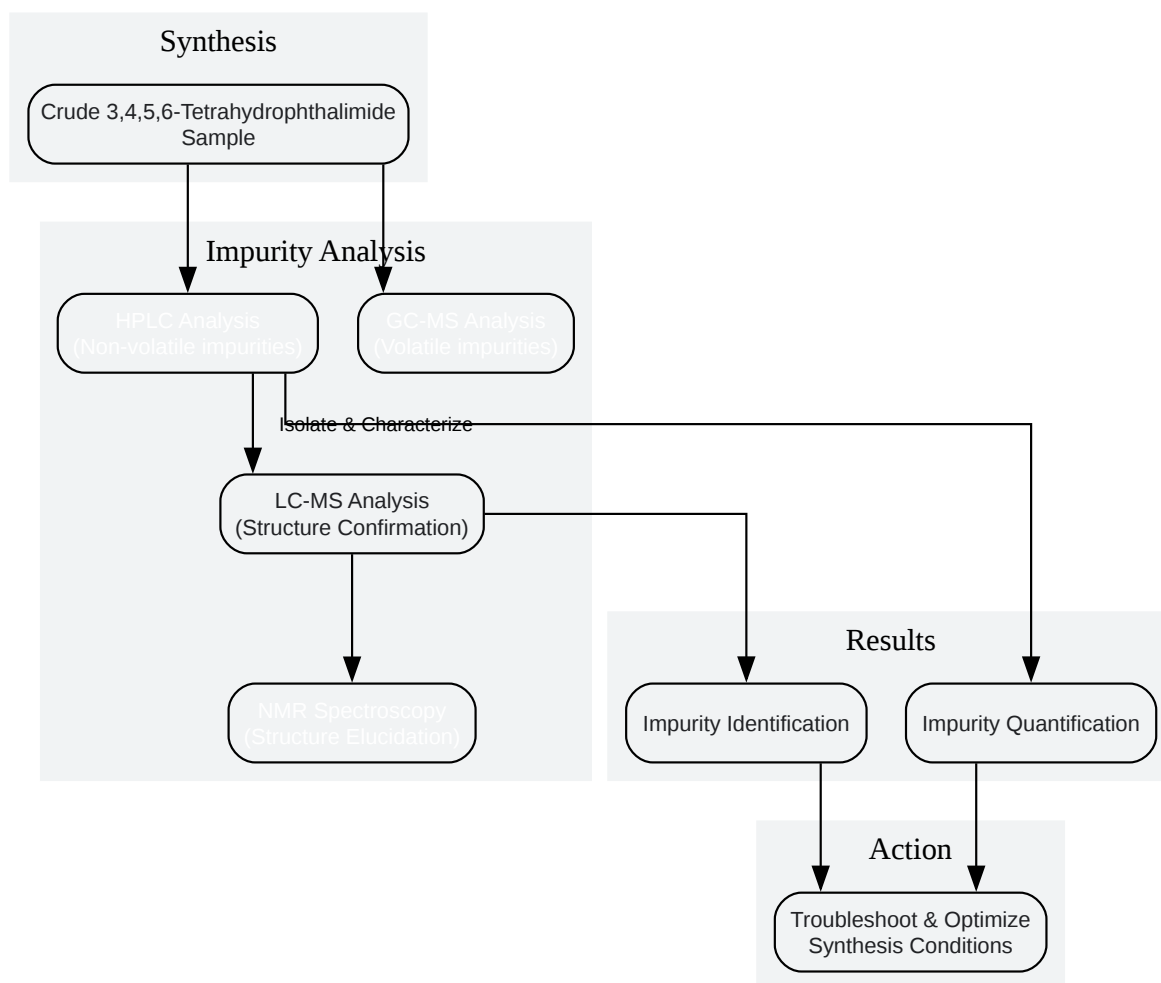 Synthesis
Crude 3,4,5,6-Tetrahydrophthalimide
Sample
Impurity Analysis
HPLC Analysis
(Non-volatile impurities)
GC-MS Analysis
(Volatile impurities)
Isolate & Characterize
LC-MS Analysis
(Structure Confirmation)
NMR Spectroscopy
(Structure Elucidation)
Results
Impurity Identification
Impurity Quantification
Action
Troubleshoot & Optimize
Synthesis Conditions